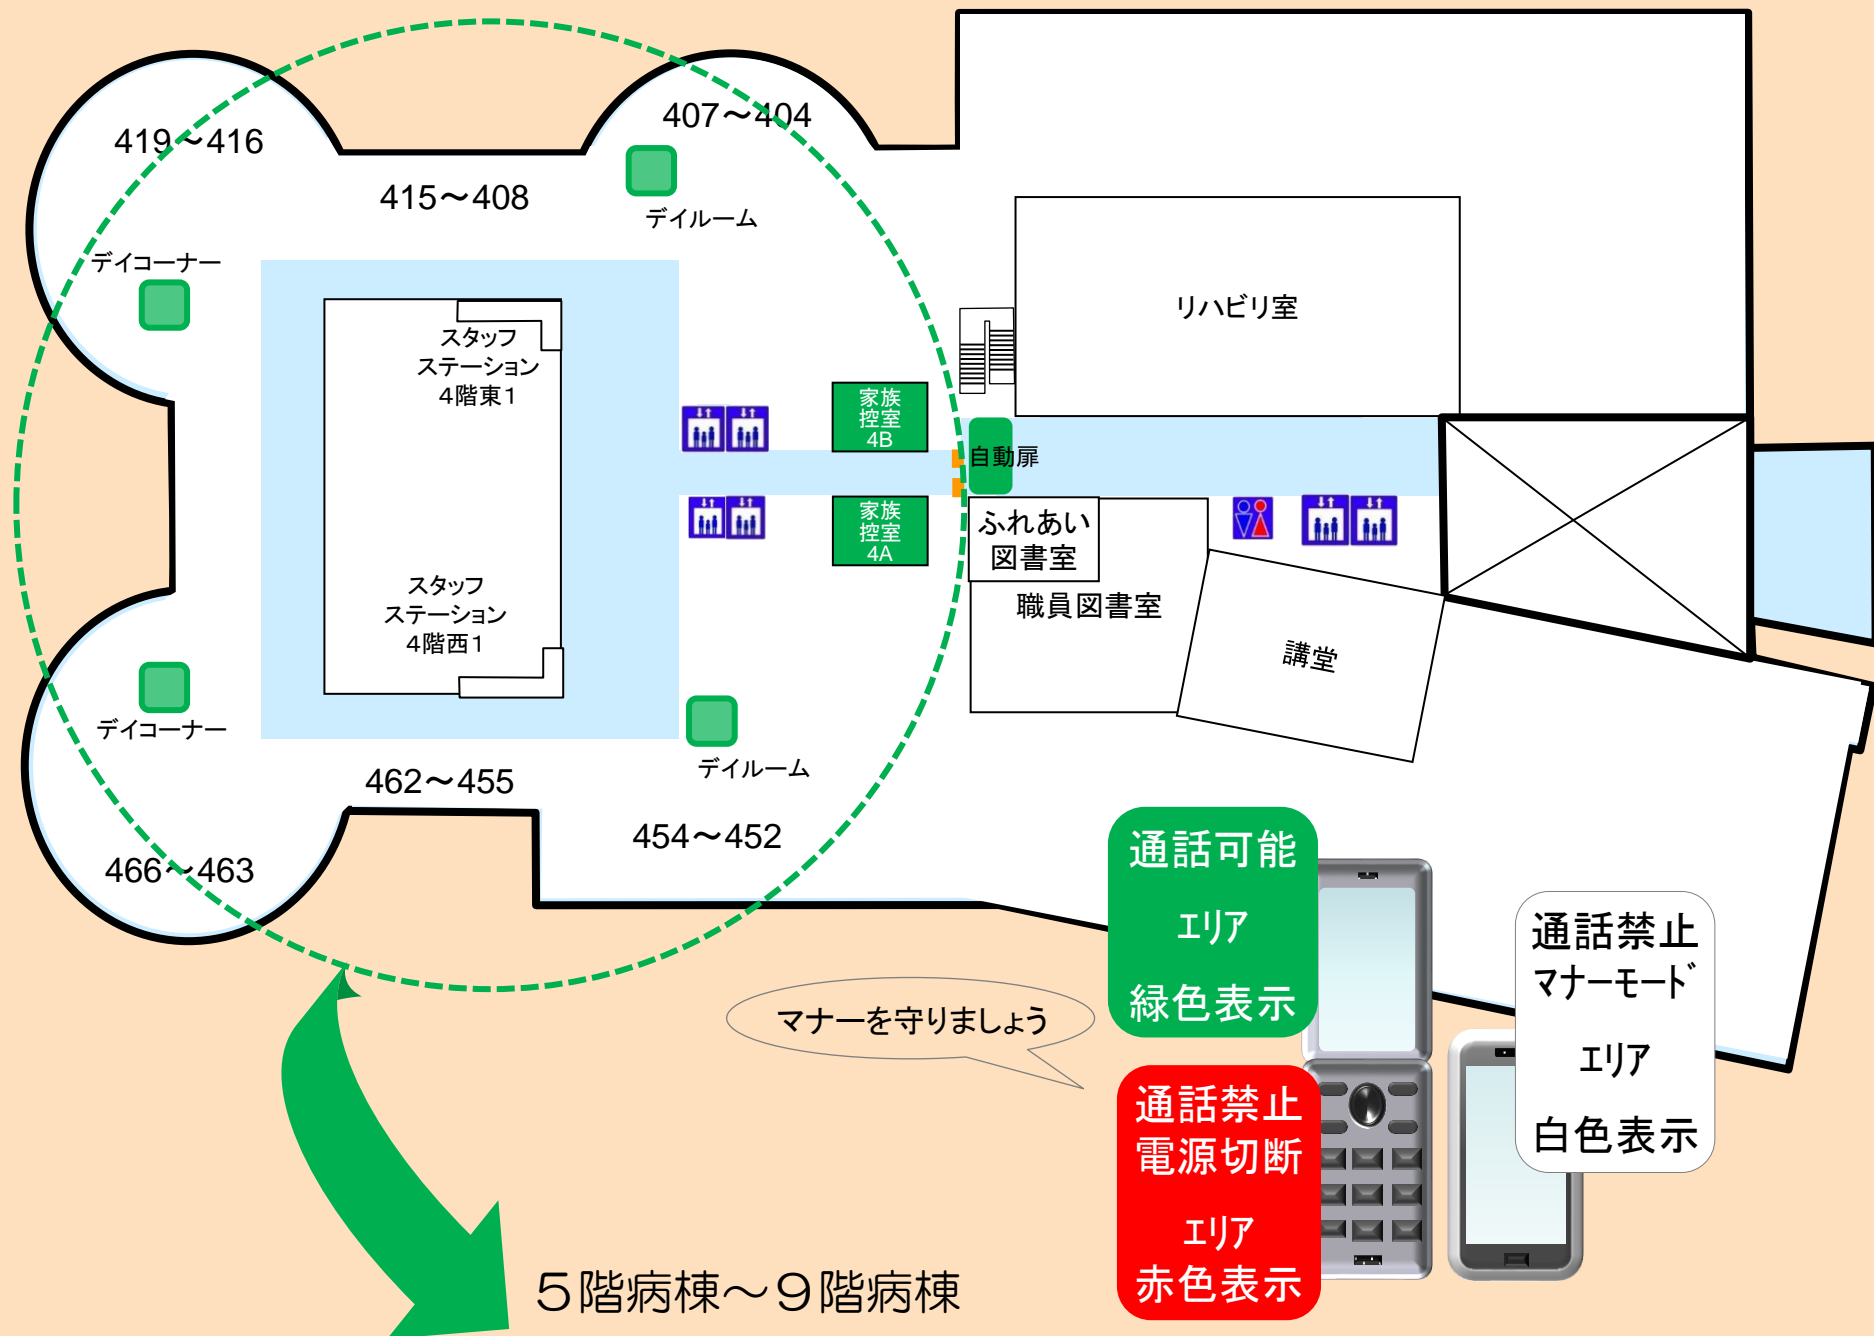 407～404
419～416
415～408
デイルーム
デイコーナー
リハビリ室
スタッフ
ステーション
4階東1
家族
控室
4B
自動扉
家族
控室
4A
ふれあい
図書室
職員図書室
スタッフ
ステーション
4階西1
講堂
デイコーナー
デイルーム
462～455
454～452
466～463
通話可能
エリア
緑色表示
通話禁止
マナーモード
エリア
白色表示
マナーを守りましょう
通話禁止
電源切断
エリア
赤色表示
５階病棟～９階病棟